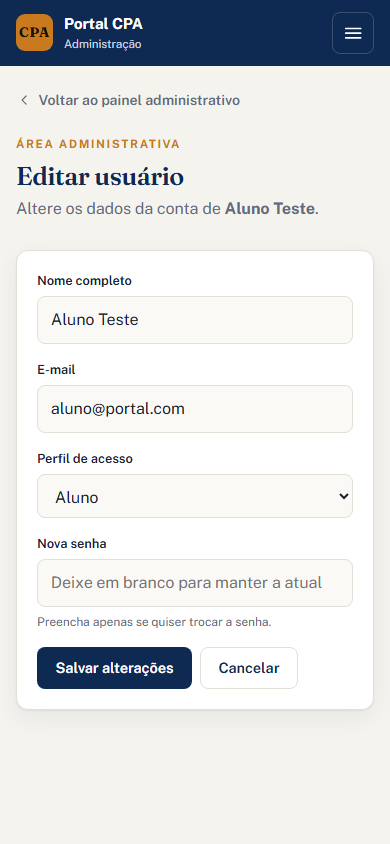 CPA
Portal CPA
Administração
Voltar ao painel administrativo
ÁREA ADMINISTRATIVA
Editar usuário
Altere os dados da conta de Aluno Teste.
Nome completo
Aluno Teste
E-mail
aluno@portal.com
Perfil de acesso
Aluno
Nova senha
Deixe em branco para manter a atual
Preencha apenas se quiser trocar a senha.
Salvar alterações
Cancelar